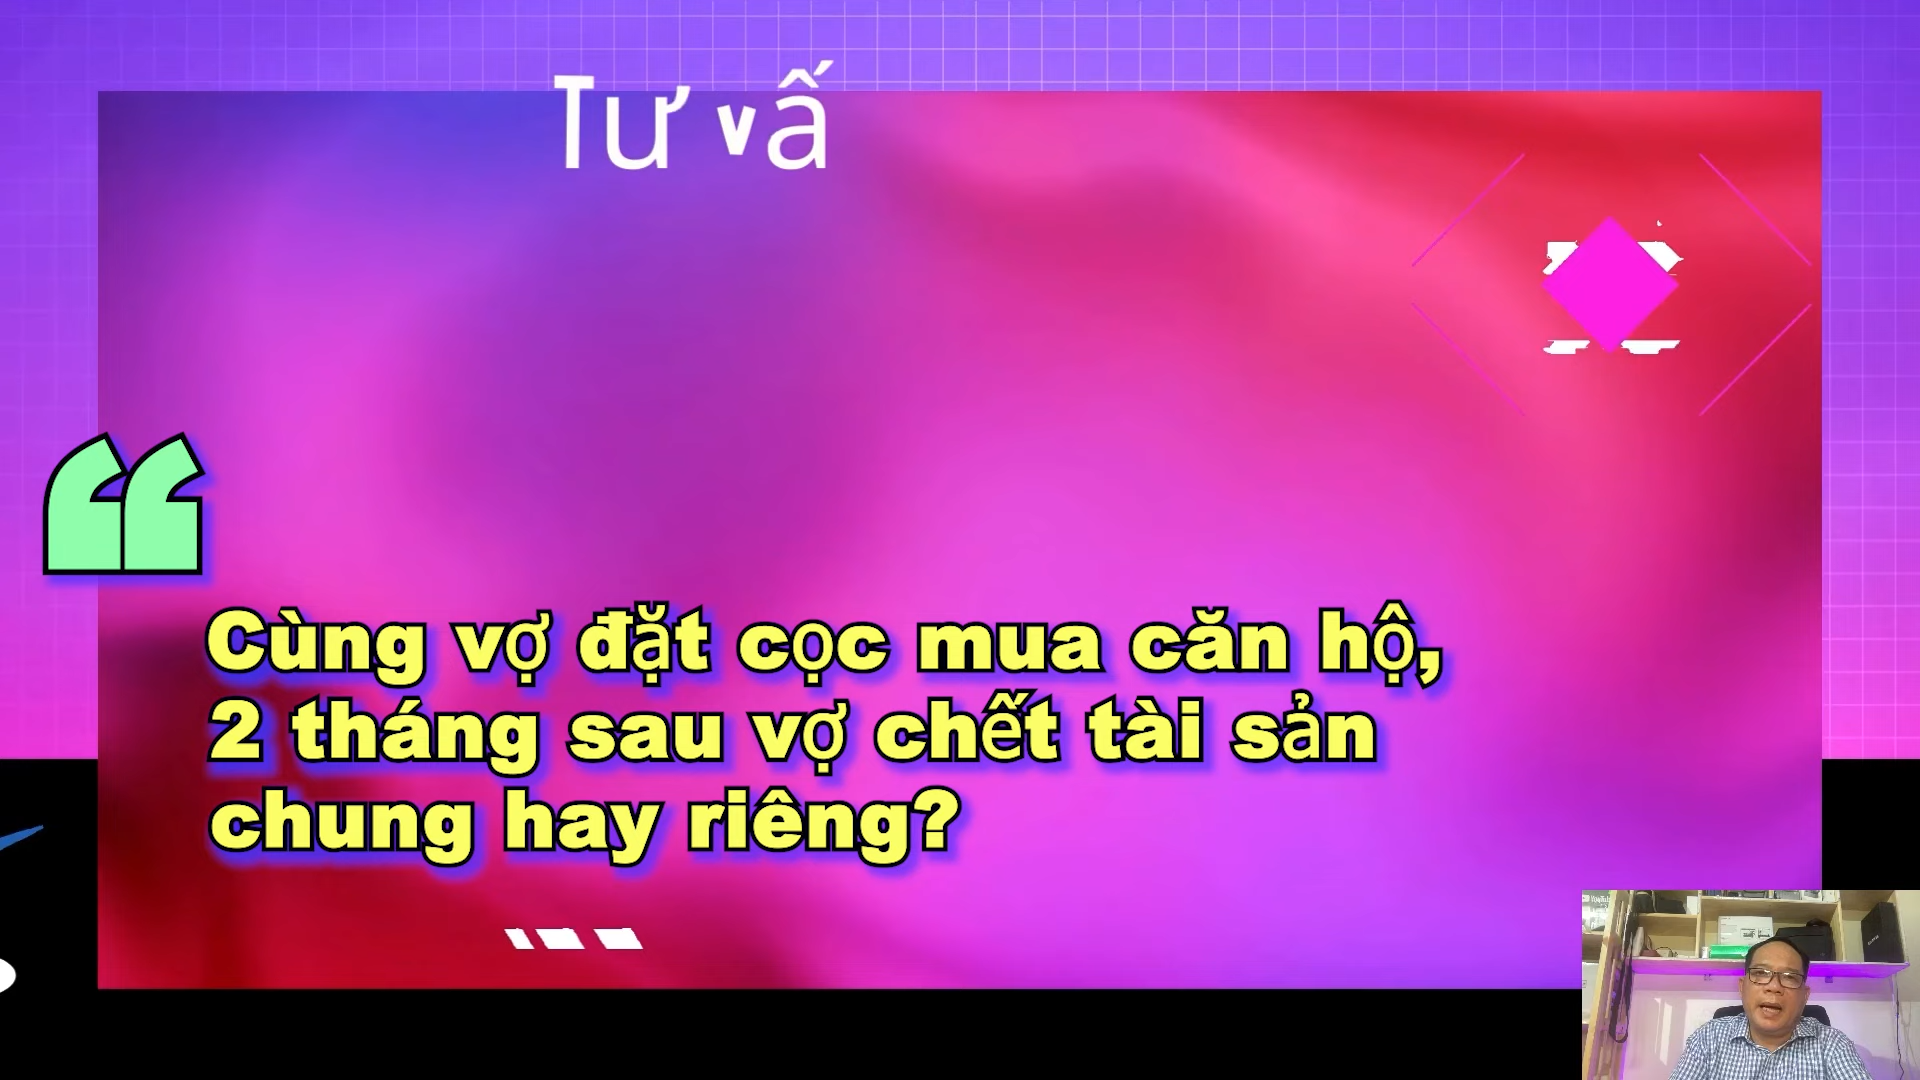 Tư vấ
Cùng vợ đặt cọc mua căn hộ,
2 tháng sau vợ chết tài sản
chung hay riêng?